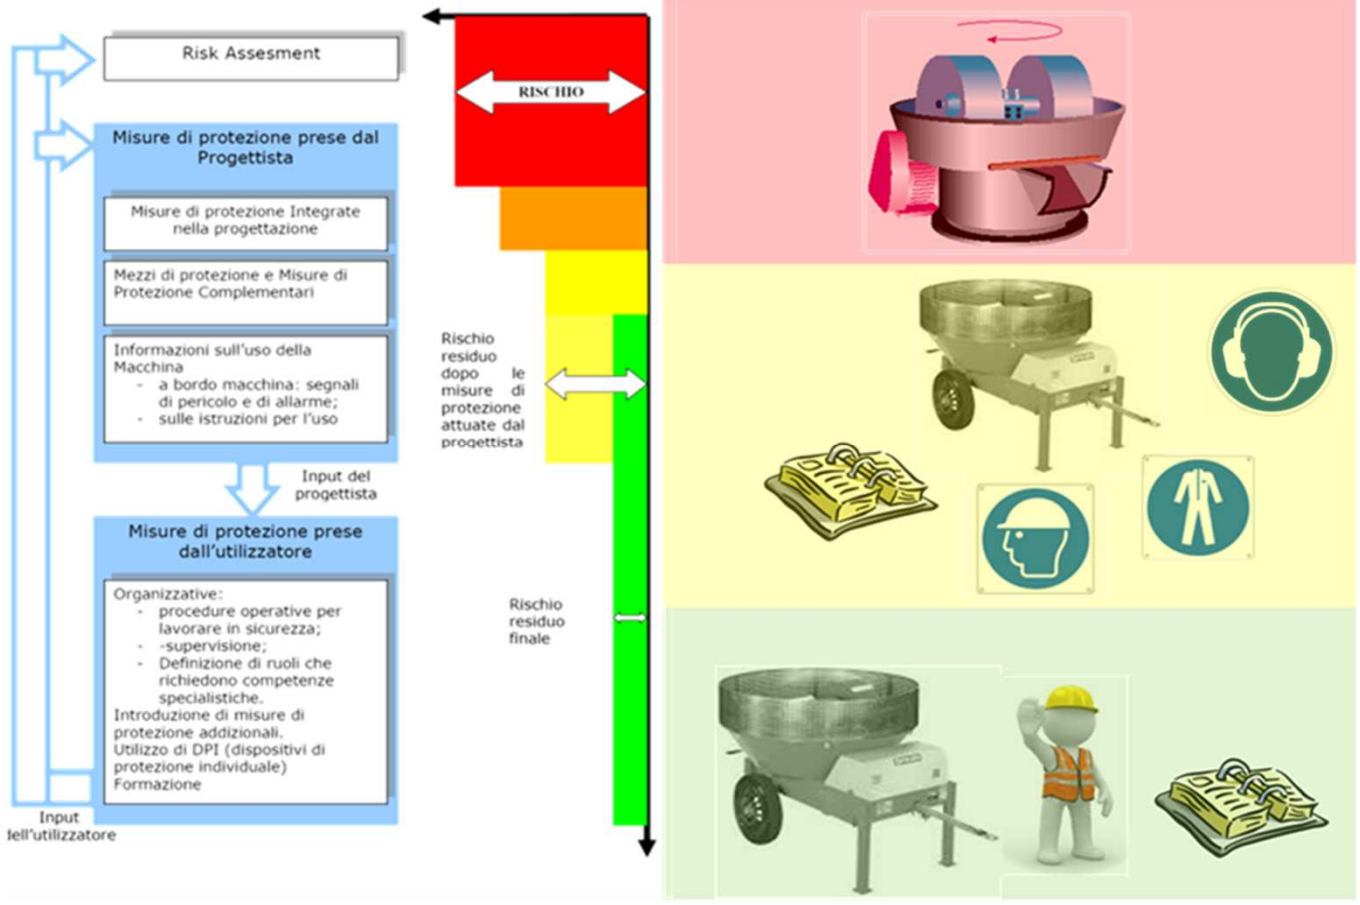 Risk Assesment
RISCHIO
Misure di protezione prese dal
Progettista
Misure di protezione Integrate
nella progettazione
Mezzi di protezione e Misure di
Protezione Complementari
Informazioni sull'uso della
Macchina
- a bordo macchina: segnali
di pericolo e di allarme;
- sulle istruzioni per l'uso
Rischio
residuo
dopo le
misure di
protezione
attuate dal
progettista
Input del
progettista
Misure di protezione prese
dall'utilizzatore
Organizzative:
- procedure operative per
lavorare in sicurezza;
- -supervisione;
- Definizione di ruoli che
richiedono competenze
specialistiche.
Introduzione di misure di
protezione addizionali.
Utilizzo di DPI (dispositivi di
protezione individuale)
Formazione
Rischio
residuo
finale
Input
dell'utilizzatore